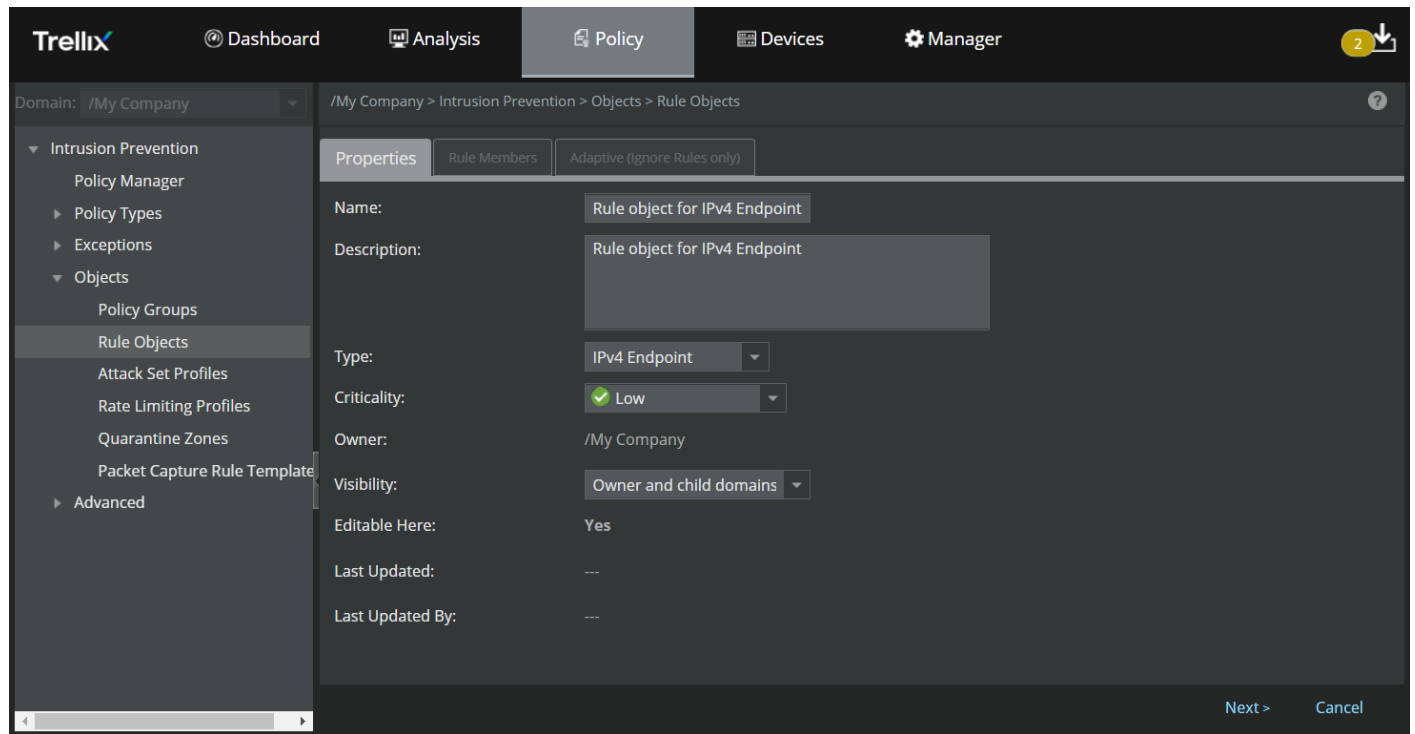 Trellix
Dashboard
Analysis
Policy
Devices
Manager
2
Domain: /My Company
/My Company > Intrusion Prevention > Objects > Rule Objects
?
Intrusion Prevention
Policy Manager
Policy Types
Exceptions
Objects
Policy Groups
Rule Objects
Attack Set Profiles
Rate Limiting Profiles
Quarantine Zones
Packet Capture Rule Template
Advanced
Properties
Rule Members
Adaptive (Ignore Rules only)
Name: Rule object for IPv4 Endpoint
Description: Rule object for IPv4 Endpoint
Type: IPv4 Endpoint
Criticality: Low
Owner: /My Company
Visibility: Owner and child domains
Editable Here: Yes
Last Updated: ---
Last Updated By: ---
Next > Cancel